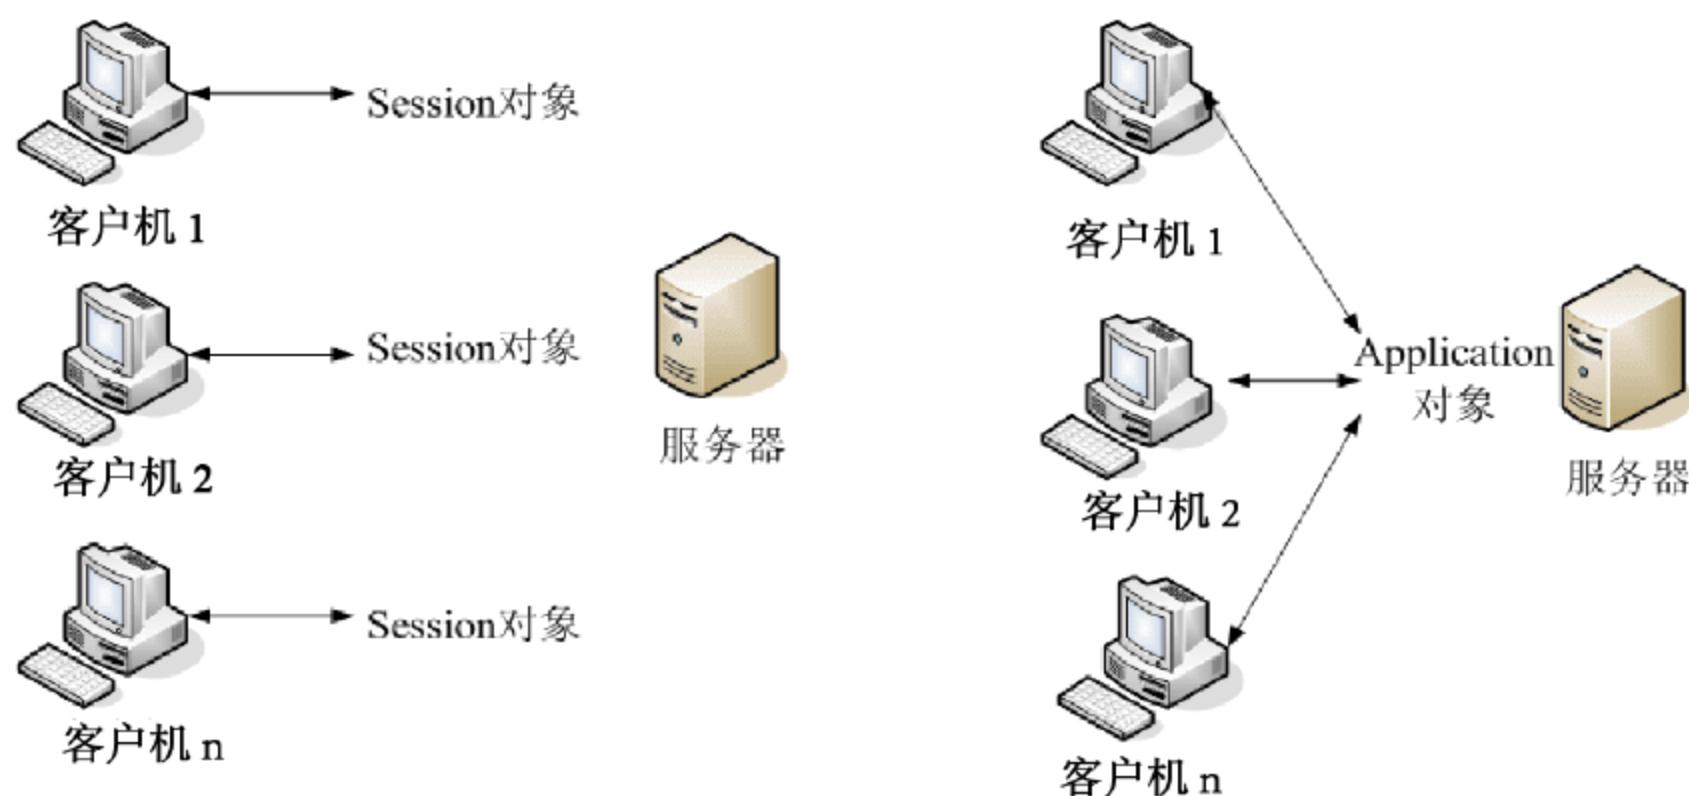 Session对象
客户机 1
Session对象
服务器
客户机 2
Session对象
客户机 n
客户机 1
Application
对象
服务器
客户机 2
客户机 n